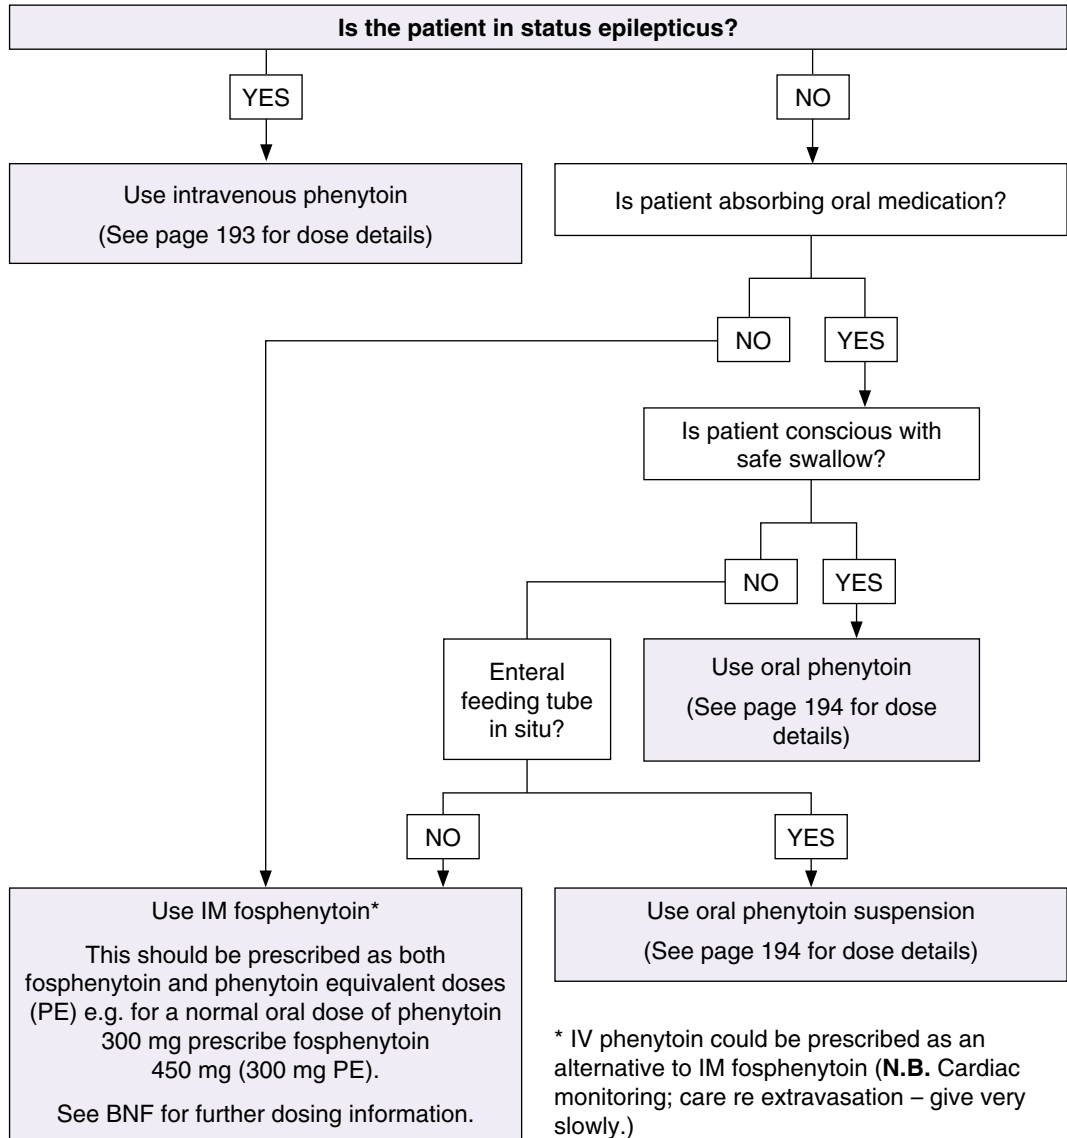 Is the patient in status epilepticus?
YES
NO
Use intravenous phenytoin
(See page 193 for dose details)
Is patient absorbing oral medication?
NO
YES
Is patient conscious with
safe swallow?
NO
YES
Enteral
feeding tube
in situ?
Use oral phenytoin
(See page 194 for dose
details)
NO
YES
Use IM fosphenytoin*
This should be prescribed as both
fosphenytoin and phenytoin equivalent doses
(PE) e.g. for a normal oral dose of phenytoin
300 mg prescribe fosphenytoin
450 mg (300 mg PE).
See BNF for further dosing information.
Use oral phenytoin suspension
(See page 194 for dose details)
* IV phenytoin could be prescribed as an
alternative to IM fosphenytoin (N.B. Cardiac
monitoring; care re extravasation – give very
slowly.)